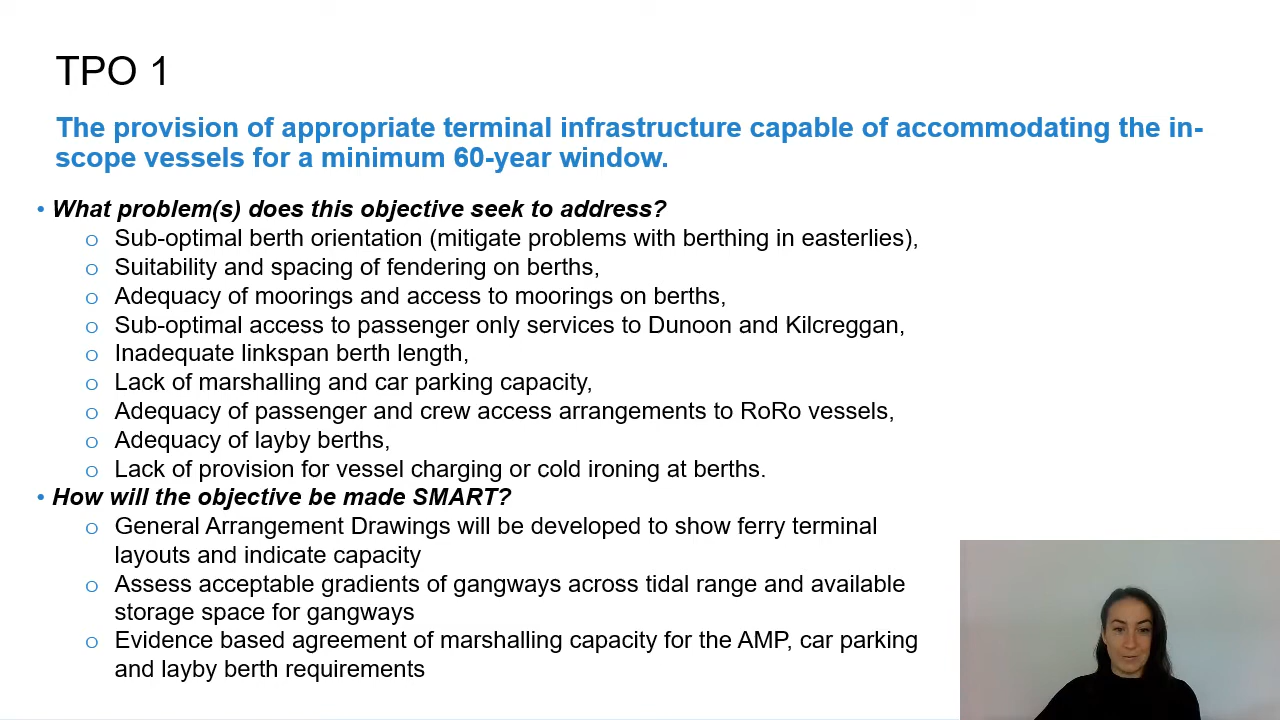 TPO 1
The provision of appropriate terminal infrastructure capable of accommodating the in-
scope vessels for a minimum 60-year window.
• What problem(s) does this objective seek to address?
o Sub-optimal berth orientation (mitigate problems with berthing in easterlies),
o Suitability and spacing of fendering on berths,
o Adequacy of moorings and access to moorings on berths,
o Sub-optimal access to passenger only services to Dunoon and Kilcreggan,
o Inadequate linkspan berth length,
o Lack of marshalling and car parking capacity,
o Adequacy of passenger and crew access arrangements to RoRo vessels,
o Adequacy of layby berths,
o Lack of provision for vessel charging or cold ironing at berths.
• How will the objective be made SMART?
o General Arrangement Drawings will be developed to show ferry terminal
layouts and indicate capacity
o Assess acceptable gradients of gangways across tidal range and available
storage space for gangways
o Evidence based agreement of marshalling capacity for the AMP, car parking
and layby berth requirements